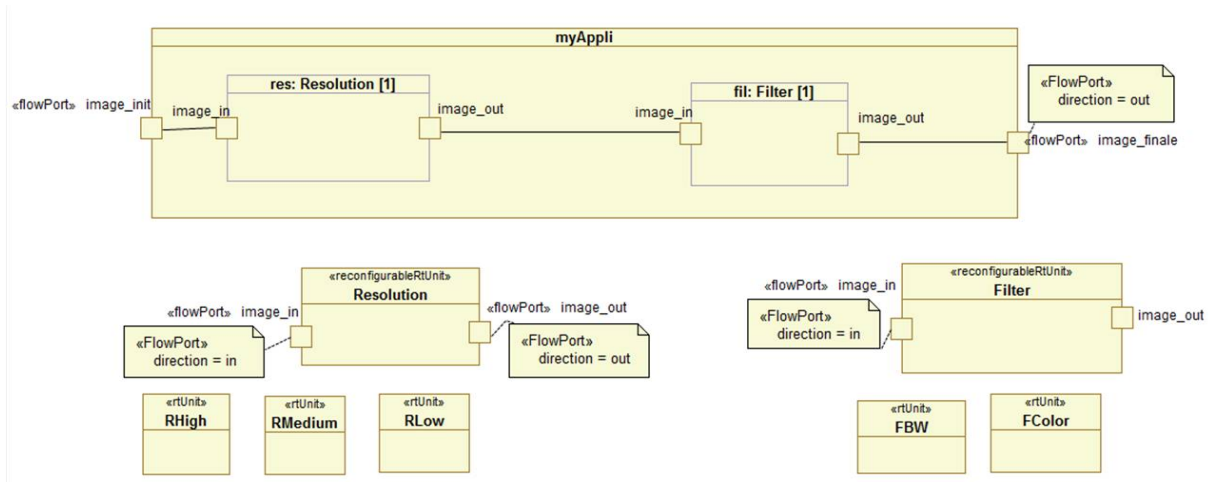 myAppli
«flowPort» image_init
image_in
res: Resolution [1]
image_out
image_in
fil: Filter [1]
image_out
«FlowPort»
direction = out
«flowPort» image_finale
«reconfigurableRtUnit»
Resolution
«flowPort» image_in
«FlowPort»
direction = in
«flowPort» image_out
«FlowPort»
direction = out
«rtUnit»
RHigh
«rtUnit»
RMedium
«rtUnit»
RLow
«reconfigurableRtUnit»
Filter
«flowPort» image_in
«FlowPort»
direction = in
image_out
«rtUnit»
FBW
«rtUnit»
FColor